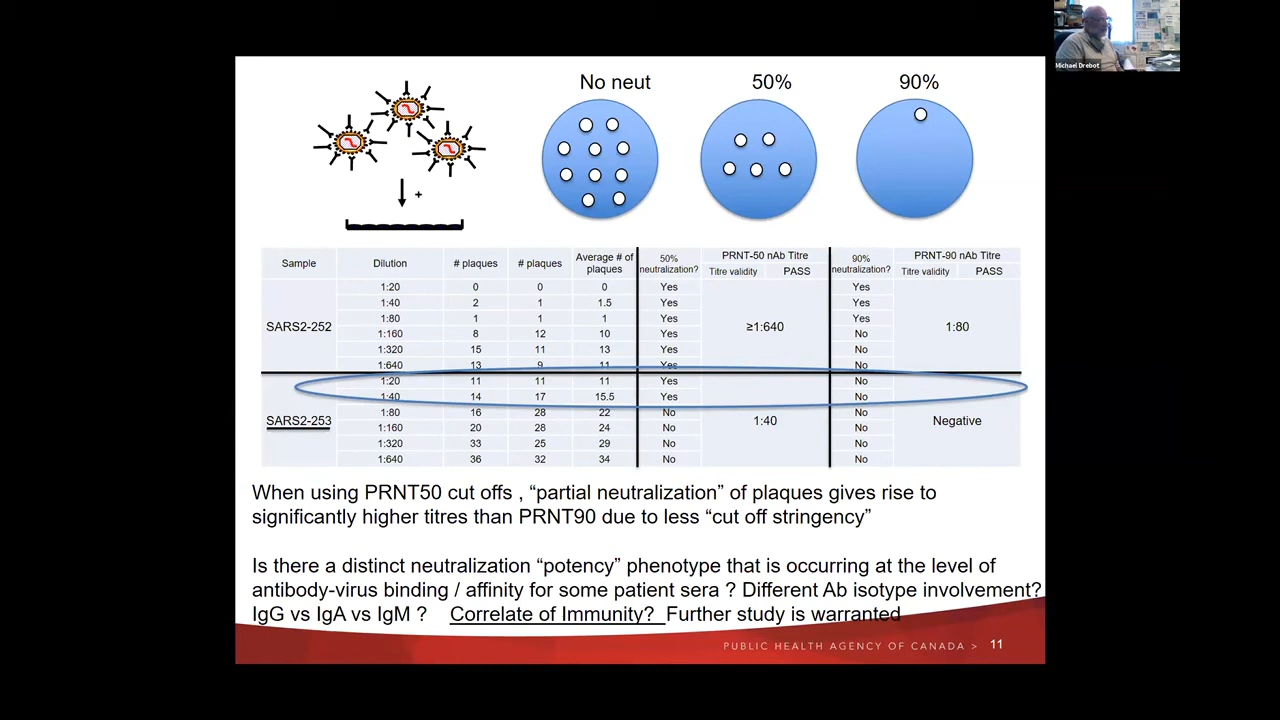 Michael Drebot
No neut 50% 90%
+
Sample Dilution # plaques # plaques Average # of plaques 50% neutralization? PRNT-50 nAb Titre 90% neutralization? PRNT-90 nAb Titre
Titre validity PASS Titre validity PASS
1:20 0 0 0 Yes Yes
1:40 2 1 1.5 Yes Yes
1:80 1 1 1 Yes Yes
SARS2-252 ≥1:640 1:80
1:160 8 12 10 Yes No
1:320 15 11 13 Yes No
1:640 13 9 11 Yes No
1:20 11 11 11 Yes No
1:40 14 17 15.5 Yes No
1:80 16 28 22 No No
SARS2-253 1:40 Negative
1:160 20 28 24 No No
1:320 33 25 29 No No
1:640 36 32 34 No No
When using PRNT50 cut offs , “partial neutralization” of plaques gives rise to
significantly higher titres than PRNT90 due to less “cut off stringency”
Is there a distinct neutralization “potency” phenotype that is occurring at the level of
antibody-virus binding / affinity for some patient sera ? Different Ab isotype involvement?
IgG vs IgA vs IgM ? Correlate of Immunity? Further study is warranted
PUBLIC HEALTH AGENCY OF CANADA > 11